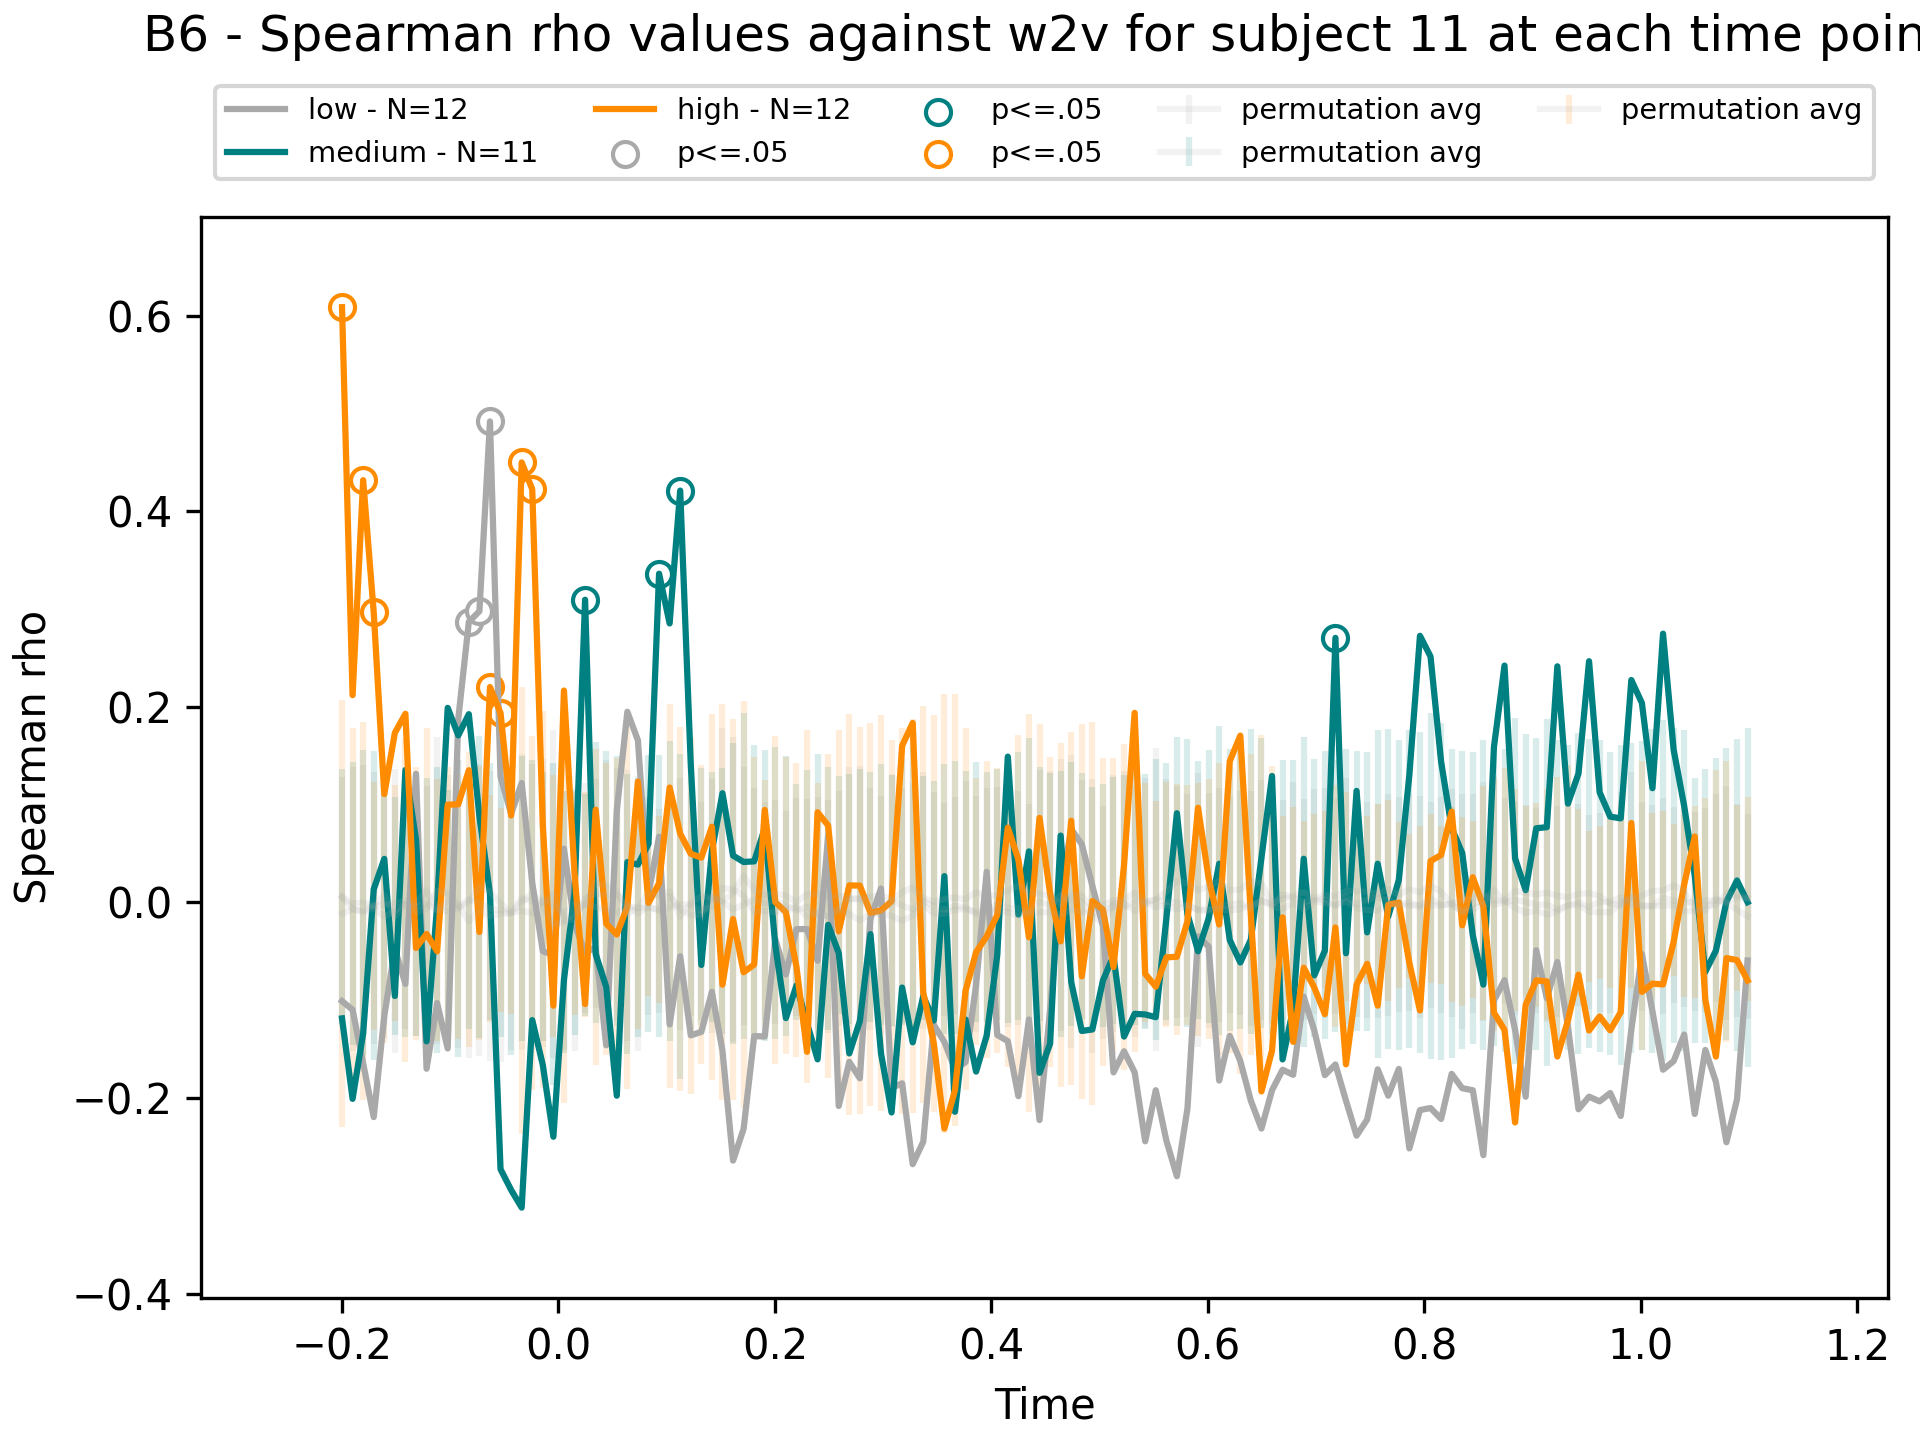 B6 - Spearman rho values against w2v for subject 11 at each time poin
low - N=12
medium - N=11
high - N=12
p<=.05
p<=.05
p<=.05
permutation avg
permutation avg
permutation avg
Spearman rho
0.6
0.4
0.2
0.0
−0.2
−0.4
−0.2
0.0
0.2
0.4
0.6
0.8
1.0
1.2
Time